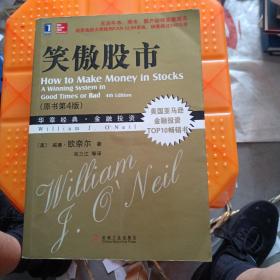 笑傲股市
How to Make Money in Stocks
A Winning System in
Good Times or Bad 4th Edition
(原书第4版)
华章经典·金融投资
William J. O'Neil
美国亚马逊
金融投资
TOP10畅销书
[美] 威廉·欧奈尔 著
William
J. O'Neil
机械工业出版社